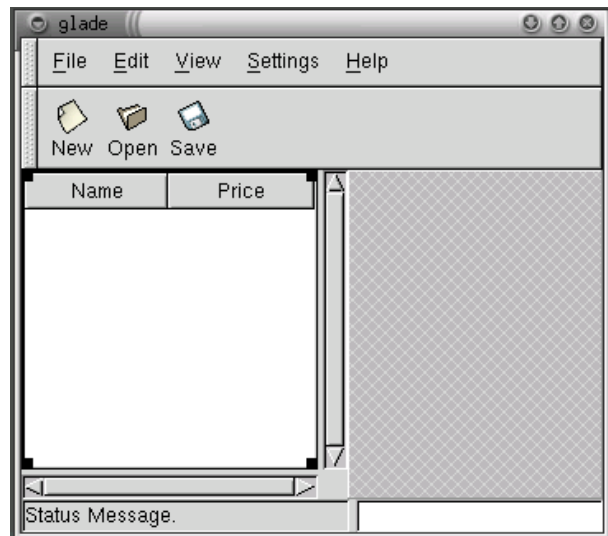 glade
File Edit View Settings Help
New Open Save
Name Price
Status Message.